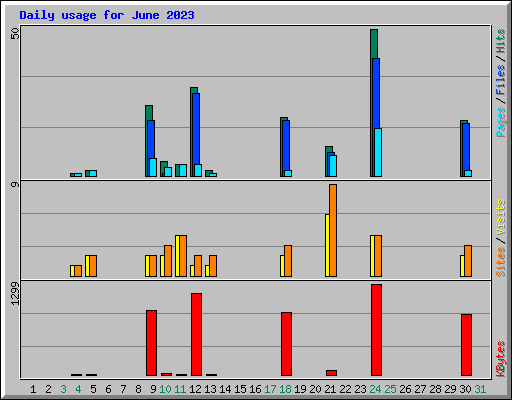 Daily usage for June 2023
50
Pages / Files / Hits
9
Sites / Visits
1299
KBytes
1 2 3 4 5 6 7 8 9 10 11 12 13 14 15 16 17 18 19 20 21 22 23 24 25 26 27 28 29 30 31